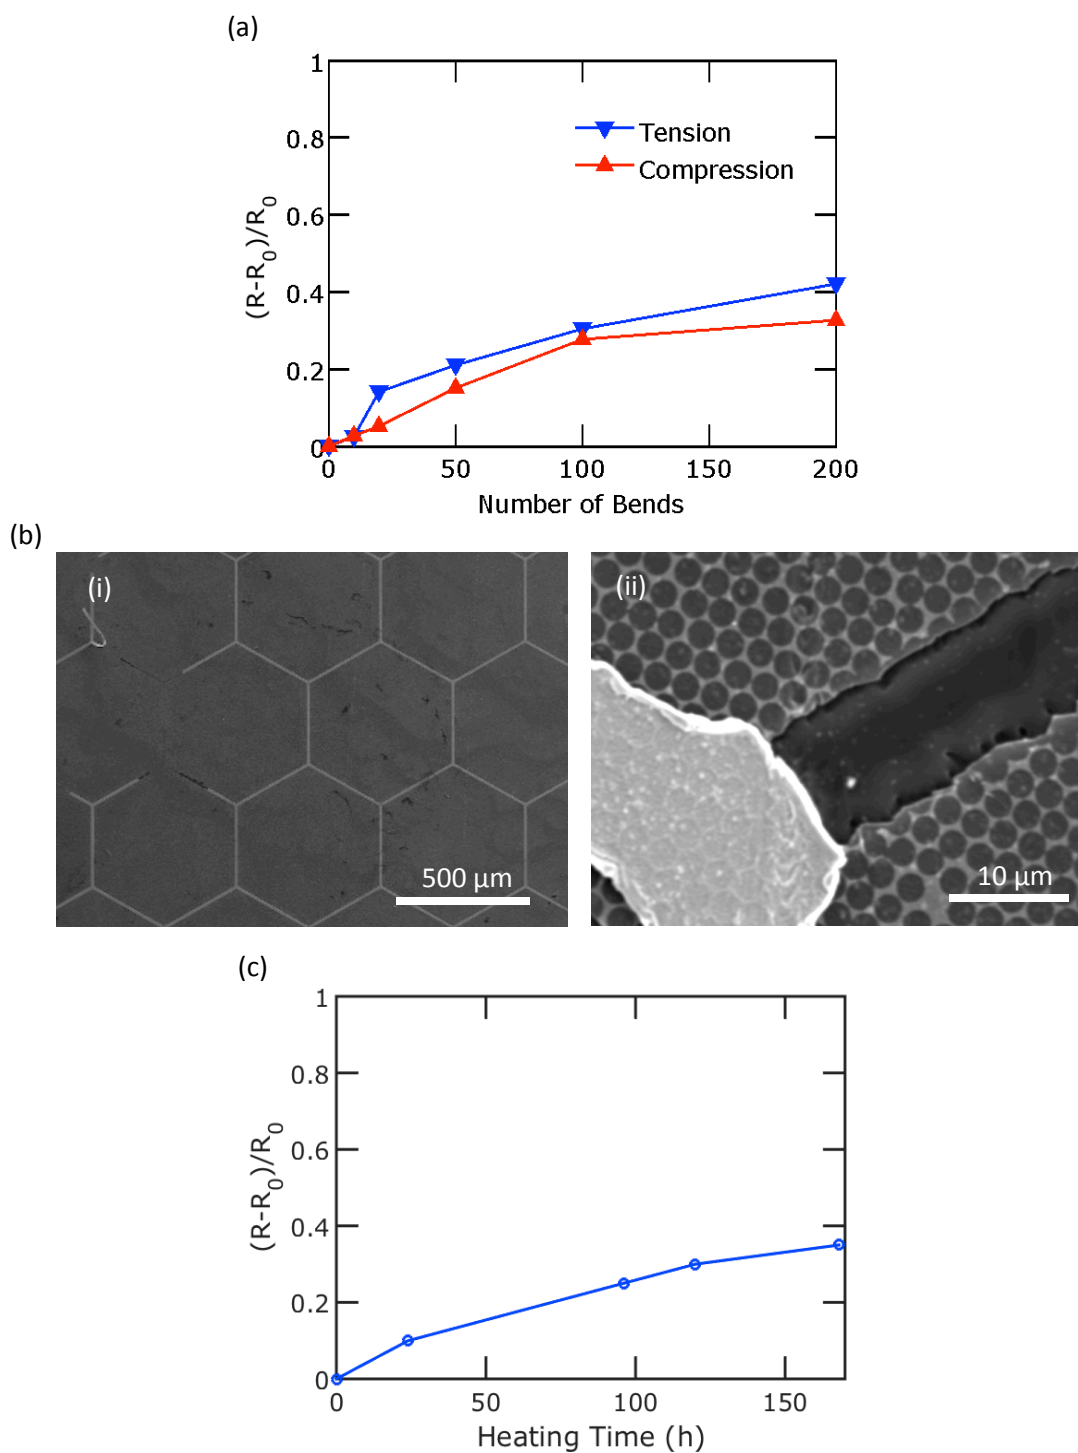 (a)
1
0.8
0.6
0.4
0.2
0
(R-R0)/R0
Tension
Compression
0 50 100 150 200
Number of Bends
(b)
(i)
500 µm
(ii)
10 µm
(c)
1
0.8
0.6
0.4
0.2
0
(R-R0)/R0
0 50 100 150
Heating Time (h)